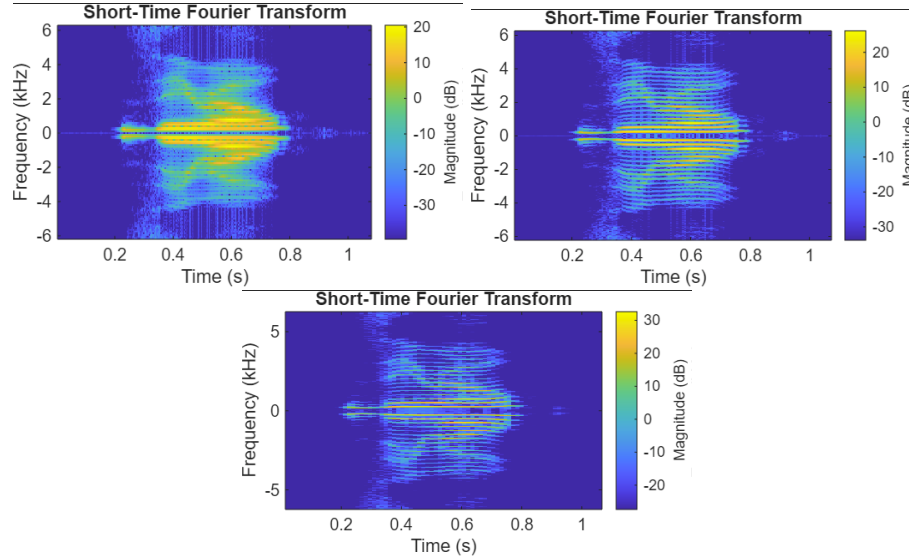 Short-Time Fourier Transform
6
4
2
0
-2
-4
-6
Frequency (kHz)
0.2 0.4 0.6 0.8 1
Time (s)
20
10
0
-10
-20
-30
Magnitude (dB)
Short-Time Fourier Transform
6
4
2
0
-2
-4
-6
Frequency (kHz)
0.2 0.4 0.6 0.8 1
Time (s)
20
10
0
-10
-20
-30
Magnitude (dB)
Short-Time Fourier Transform
5
0
-5
Frequency (kHz)
0.2 0.4 0.6 0.8 1
Time (s)
30
20
10
0
-10
-20
Magnitude (dB)